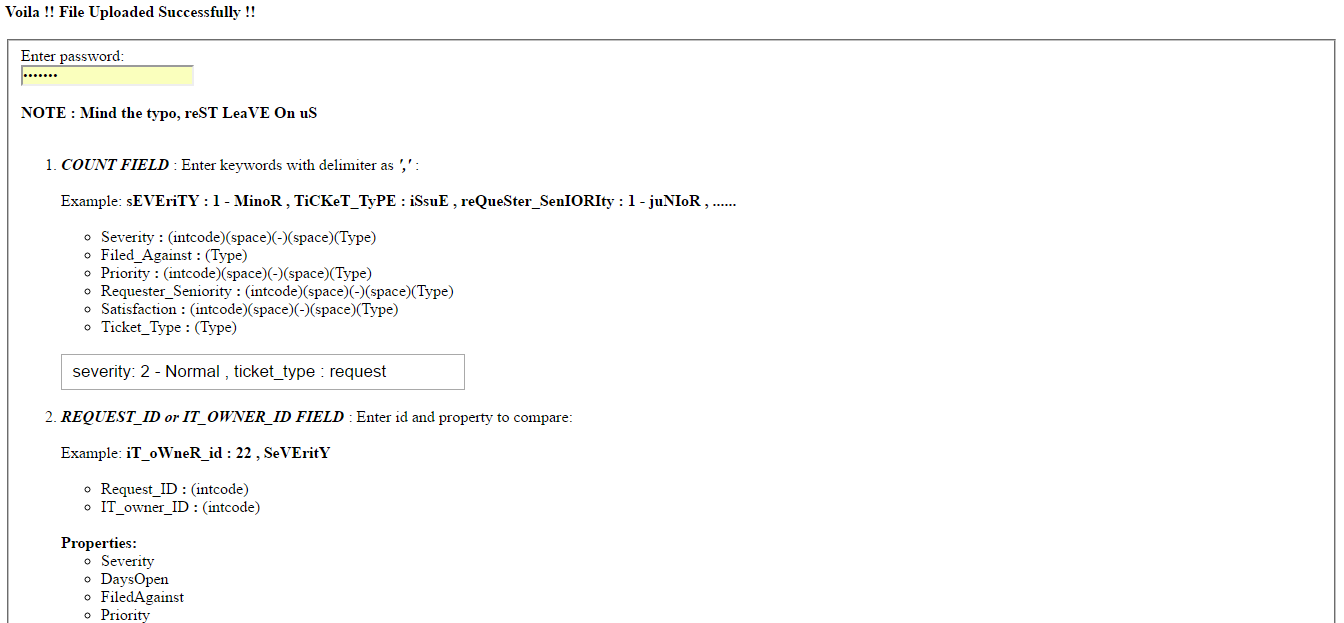 Voila !! File Uploaded Successfully !!
Enter password:
•••••••
NOTE : Mind the typo, reST LeaVE On uS
1. COUNT FIELD : Enter keywords with delimiter as ',' :
Example: sEVEriTY : 1 - MinoR , TiCKeT_TyPE : iSsuE , reQueSter_SenIORIty : 1 - juNIoR , ......
Severity : (intcode)(space)(-)(space)(Type)
Filed_Against : (Type)
Priority : (intcode)(space)(-)(space)(Type)
Requester_Seniority : (intcode)(space)(-)(space)(Type)
Satisfaction : (intcode)(space)(-)(space)(Type)
Ticket_Type : (Type)
severity: 2 - Normal , ticket_type : request
2. REQUEST_ID or IT_OWNER_ID FIELD : Enter id and property to compare:
Example: iT_oWneR_id : 22 , SeVEritY
Request_ID : (intcode)
IT_owner_ID : (intcode)
Properties:
Severity
DaysOpen
FiledAgainst
Priority